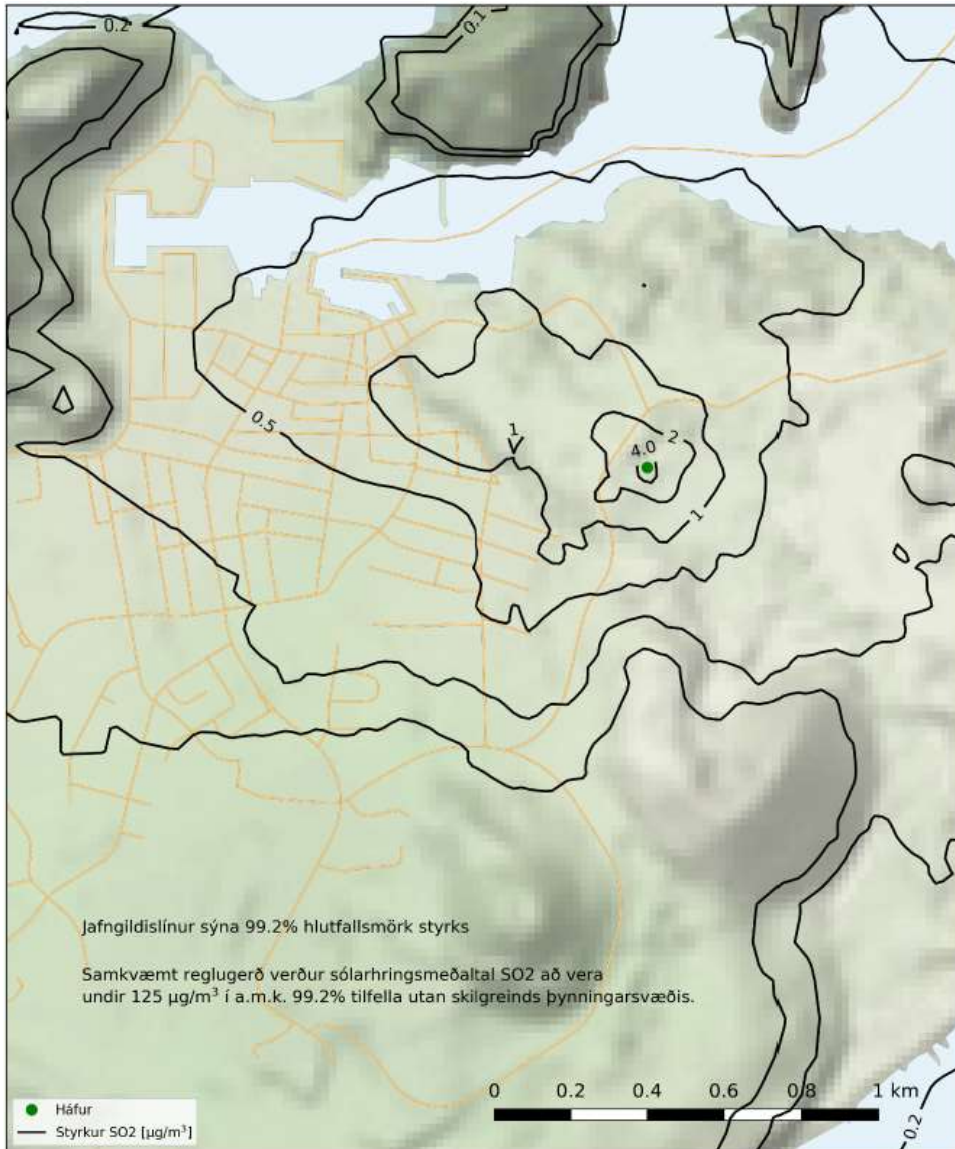 0.2
0.1
0.5
1
2
4.0
1
Jafngildislínur sýna 99.2% hlutfallsmörk styrks
Samkvæmt reglugerð verður sólarhringsmeðaltal SO2 að vera
undir 125 µg/m³ í a.m.k. 99.2% tilfella utan skilgreinds þynningarsvæðis.
0 0.2 0.4 0.6 0.8 1 km
Háfur
Styrkur SO2 [µg/m³]
0.2